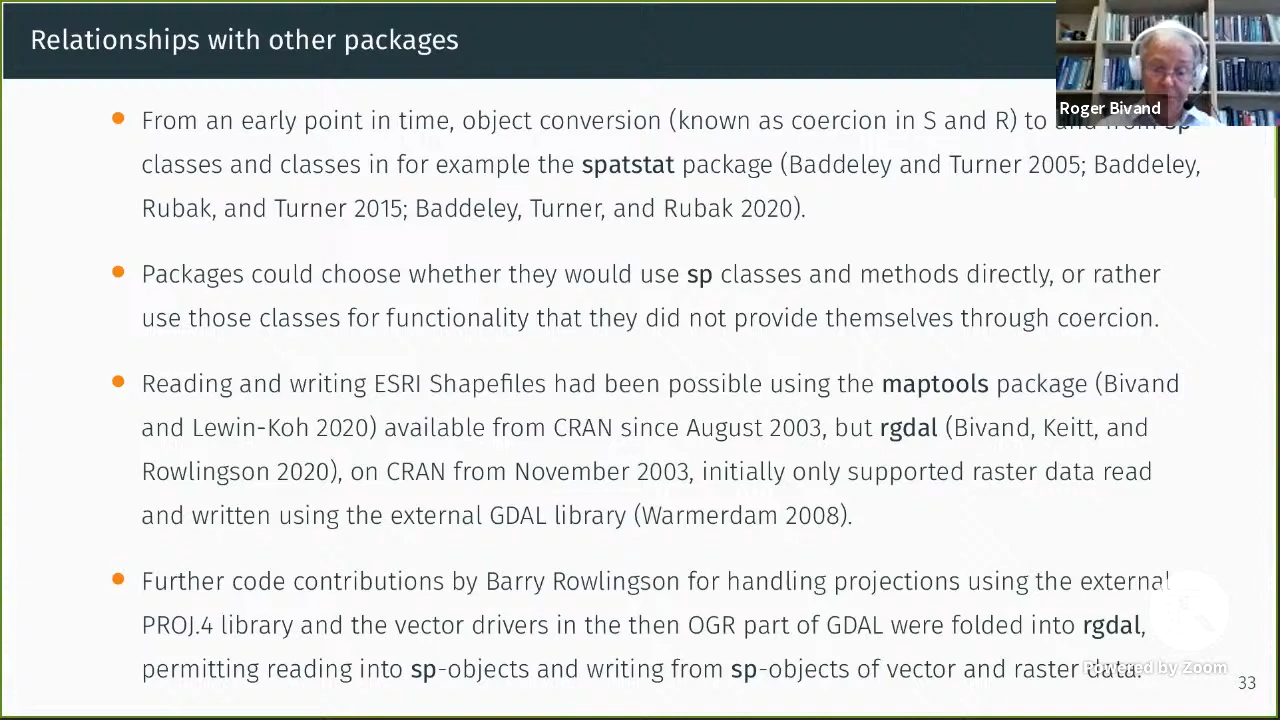 Relationships with other packages
Roger Bivand
From an early point in time, object conversion (known as coercion in S and R) to and from sp
classes and classes in for example the spatstat package (Baddeley and Turner 2005; Baddeley,
Rubak, and Turner 2015; Baddeley, Turner, and Rubak 2020).
Packages could choose whether they would use sp classes and methods directly, or rather
use those classes for functionality that they did not provide themselves through coercion.
Reading and writing ESRI Shapefiles had been possible using the maptools package (Bivand
and Lewin-Koh 2020) available from CRAN since August 2003, but rgdal (Bivand, Keitt, and
Rowlingson 2020), on CRAN from November 2003, initially only supported raster data read
and written using the external GDAL library (Warmerdam 2008).
Further code contributions by Barry Rowlingson for handling projections using the external
PROJ.4 library and the vector drivers in the then OGR part of GDAL were folded into rgdal,
permitting reading into sp-objects and writing from sp-objects of vector and raster data.
Powered by Zoom
33